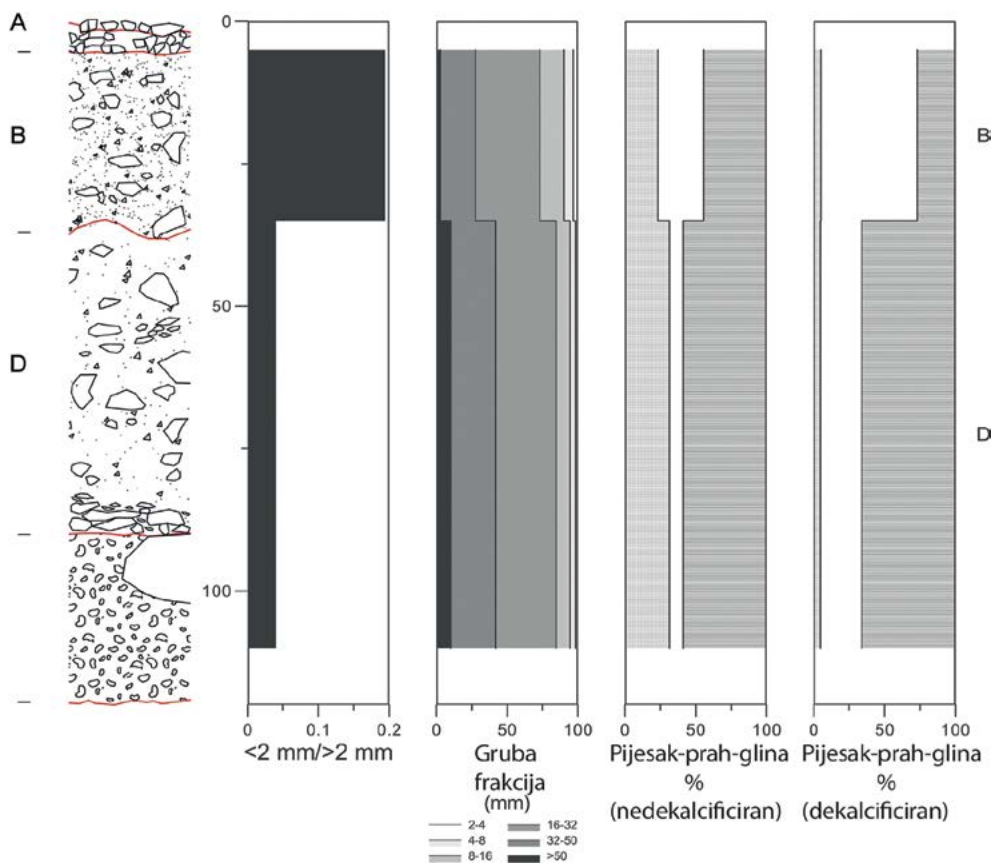 A
B
D
0
50
100
B
D
0
0.1
0.2
<2 mm/>2 mm
0
50
100
Gruba
frakcija
(mm)
2-4
4-8
8-16
16-32
32-50
>50
0
50
100
Pijesak-prah-glina
%
(nedekalcificiran)
0
50
100
Pijesak-prah-glina
%
(dekalcificiran)